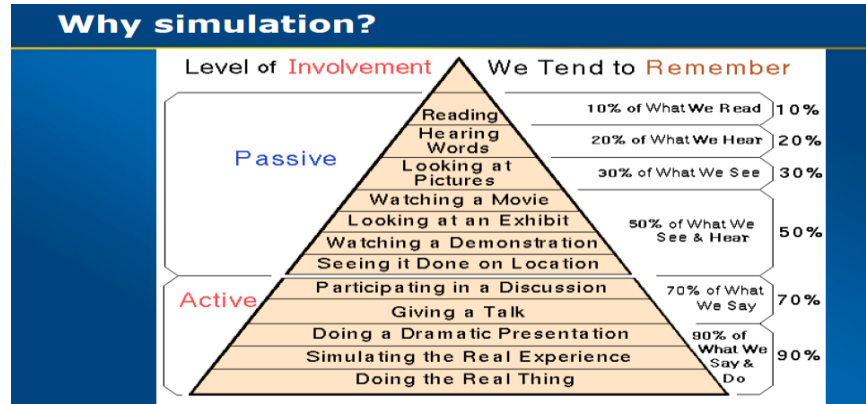 Why simulation?
Level of Involvement
We Tend to Remember
Passive
Reading
Hearing
Words
Looking at
Pictures
Watching a Movie
Looking at an Exhibit
Watching a Demonstration
Seeing it Done on Location
10% of What We Read
10%
20% of What We Hear
20%
30% of What We See
30%
50% of What We
See & Hear
50%
Active
Participating in a Discussion
Giving a Talk
Doing a Dramatic Presentation
Simulating the Real Experience
Doing the Real Thing
70% of What
We Say
70%
90% of
What We
Say &
Do
90%